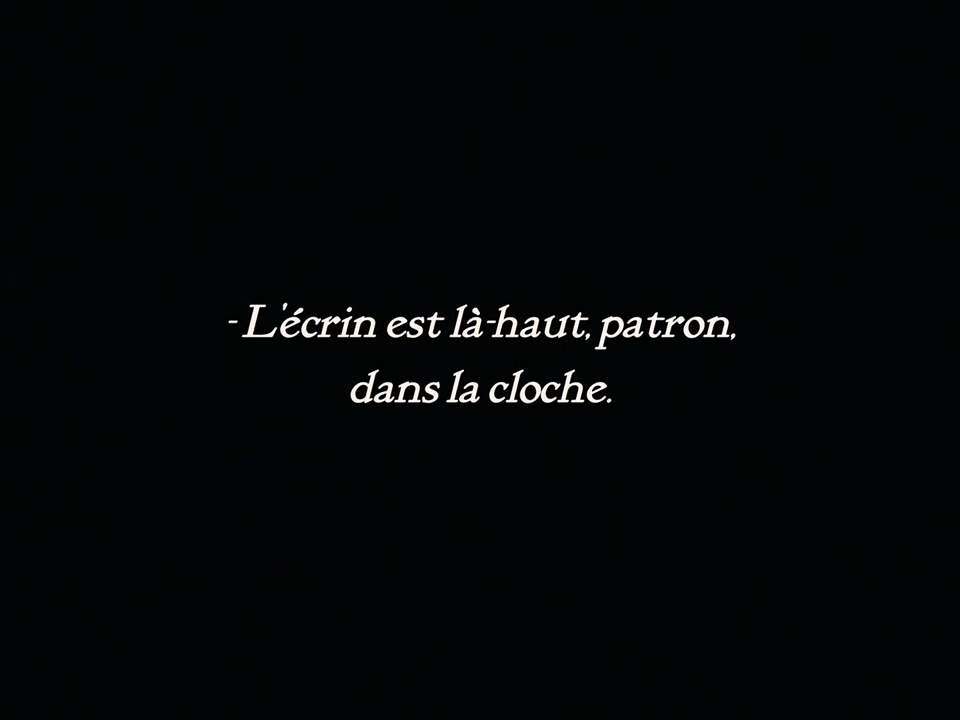 - L'écrin est là-haut, patron,
dans la cloche.